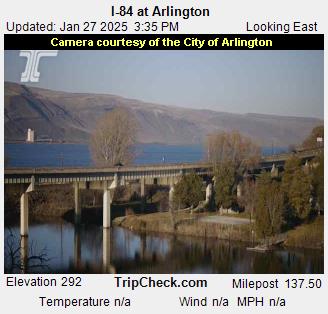 I-84 at Arlington
Updated: Jan 27 2025 3:35 PM Looking East
Camera courtesy of the City of Arlington
Elevation 292 TripCheck.com Milepost 137.50
Temperature n/a Wind n/a MPH n/a